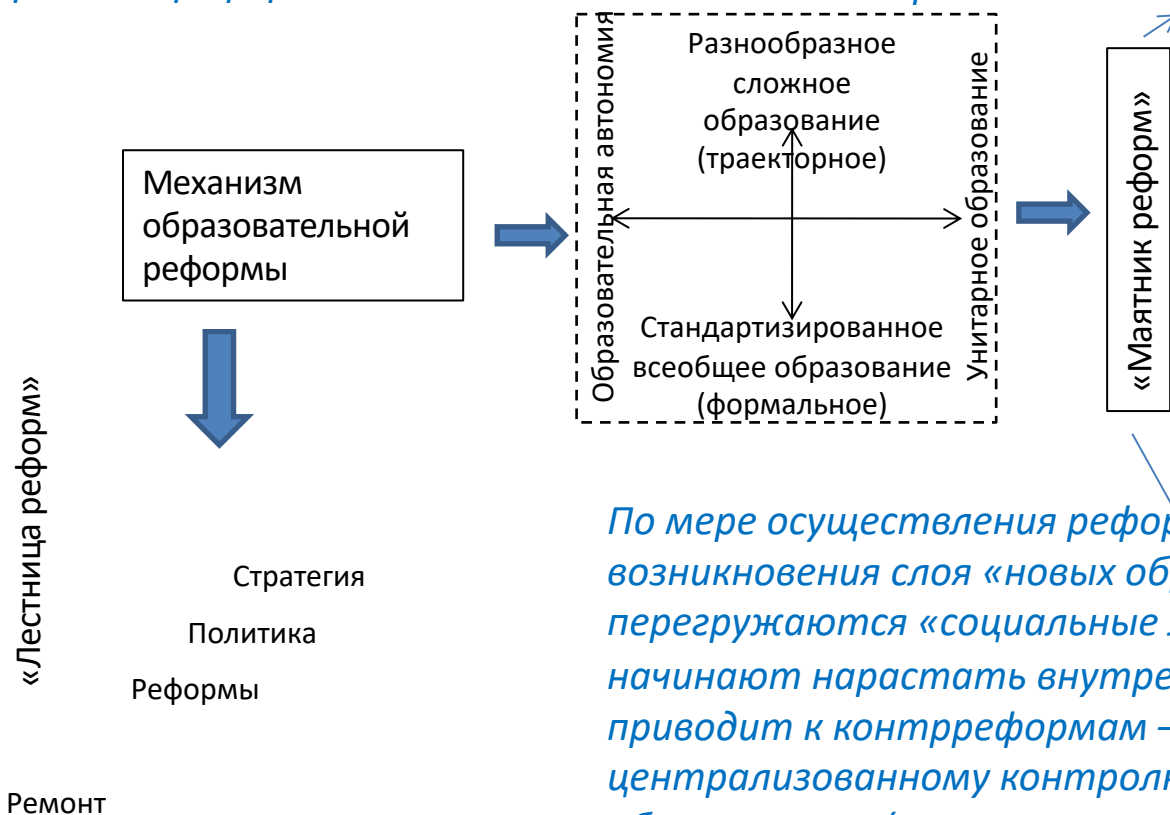 Разнообразное
сложное
образование
(траекторное)
Образовательная автономия
Унитарное образование
Стандартизированное
всеобщее образование
(формальное)
Механизм
образовательной
реформы
«Маятник реформ»
«Лестница реформ»
Стратегия
Политика
Реформы
Ремонт
По мере осуществления рефор
возникновения слоя «новых об
перегружаются «социальные
начинают нарастать внутре
приводит к контрреформам –
централизованному контрол